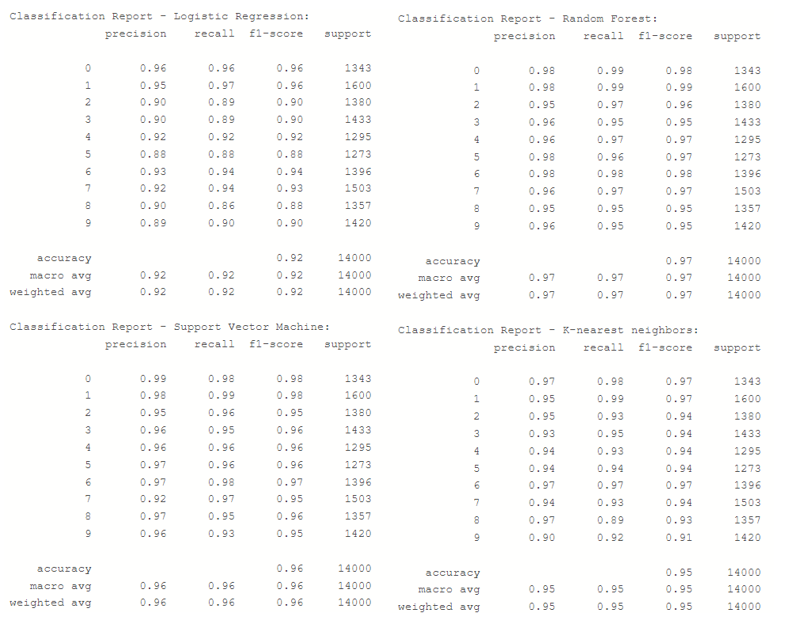 Classification Report - Logistic Regression:
precision recall f1-score support
0 0.96 0.96 0.96 1343
1 0.95 0.97 0.96 1600
2 0.90 0.89 0.90 1380
3 0.90 0.89 0.90 1433
4 0.92 0.92 0.92 1295
5 0.88 0.88 0.88 1273
6 0.93 0.94 0.94 1396
7 0.92 0.94 0.93 1503
8 0.90 0.86 0.88 1357
9 0.89 0.90 0.90 1420
accuracy 0.92 14000
macro avg 0.92 0.92 0.92 14000
weighted avg 0.92 0.92 0.92 14000
Classification Report - Random Forest:
precision recall f1-score support
0 0.98 0.99 0.98 1343
1 0.98 0.99 0.99 1600
2 0.95 0.97 0.96 1380
3 0.96 0.95 0.95 1433
4 0.96 0.97 0.97 1295
5 0.98 0.96 0.97 1273
6 0.98 0.98 0.98 1396
7 0.96 0.97 0.97 1503
8 0.95 0.95 0.95 1357
9 0.96 0.95 0.95 1420
accuracy 0.97 14000
macro avg 0.97 0.97 0.97 14000
weighted avg 0.97 0.97 0.97 14000
Classification Report - Support Vector Machine:
precision recall f1-score support
0 0.99 0.98 0.98 1343
1 0.98 0.99 0.98 1600
2 0.95 0.96 0.95 1380
3 0.96 0.95 0.96 1433
4 0.96 0.96 0.96 1295
5 0.97 0.96 0.96 1273
6 0.97 0.98 0.97 1396
7 0.92 0.97 0.95 1503
8 0.97 0.95 0.96 1357
9 0.96 0.93 0.95 1420
accuracy 0.96 14000
macro avg 0.96 0.96 0.96 14000
weighted avg 0.96 0.96 0.96 14000
Classification Report - K-nearest neighbors:
precision recall f1-score support
0 0.97 0.98 0.97 1343
1 0.95 0.99 0.97 1600
2 0.95 0.93 0.94 1380
3 0.93 0.95 0.94 1433
4 0.94 0.93 0.94 1295
5 0.94 0.94 0.94 1273
6 0.97 0.97 0.97 1396
7 0.94 0.93 0.94 1503
8 0.97 0.89 0.93 1357
9 0.90 0.92 0.91 1420
accuracy 0.95 14000
macro avg 0.95 0.95 0.95 14000
weighted avg 0.95 0.95 0.95 14000